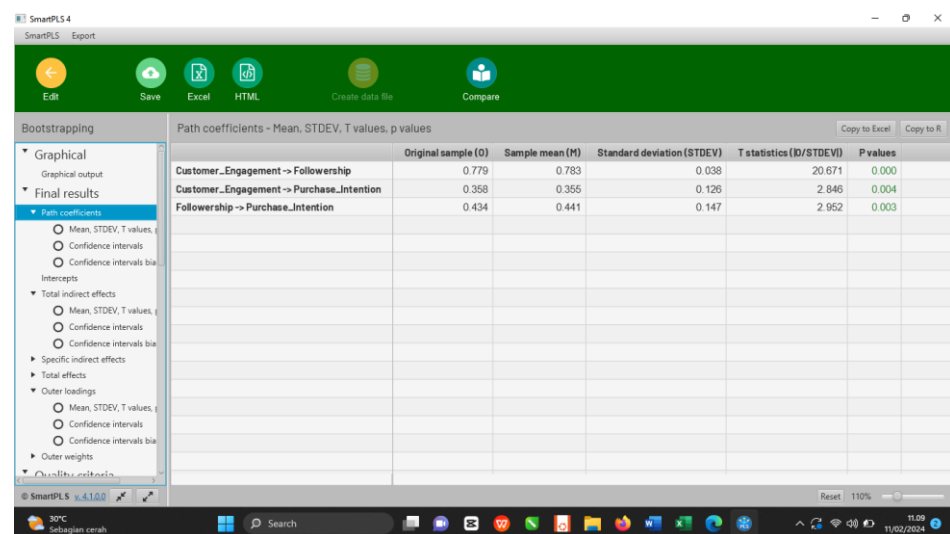 SmartPLS 4
SmartPLS Export
Edit Save Excel HTML Create data file Compare
Bootstrapping
Path coefficients - Mean, STDEV, T values, p values
Copy to Excel Copy to R
Graphical
Graphical output
Final results
Path coefficients
Mean, STDEV, T values,
Confidence intervals
Confidence intervals bia
Intercepts
Total indirect effects
Mean, STDEV, T values,
Confidence intervals
Confidence intervals bia
Specific indirect effects
Total effects
Outer loadings
Mean, STDEV, T values,
Confidence intervals
Confidence intervals bia
Outer weights
Quality criteria
Original sample (O) Sample mean (M) Standard deviation (STDEV) T statistics (|O/STDEV|) P values
Customer_Engagement -> Followership 0.779 0.783 0.038 20.671 0.000
Customer_Engagement -> Purchase_Intention 0.358 0.355 0.126 2.846 0.004
Followership -> Purchase_Intention 0.434 0.441 0.147 2.952 0.003
© SmartPLS v. 4.1.0.0
Reset 110%
30°C
Sebagian cerah
Search
11.09
11/02/2024
2